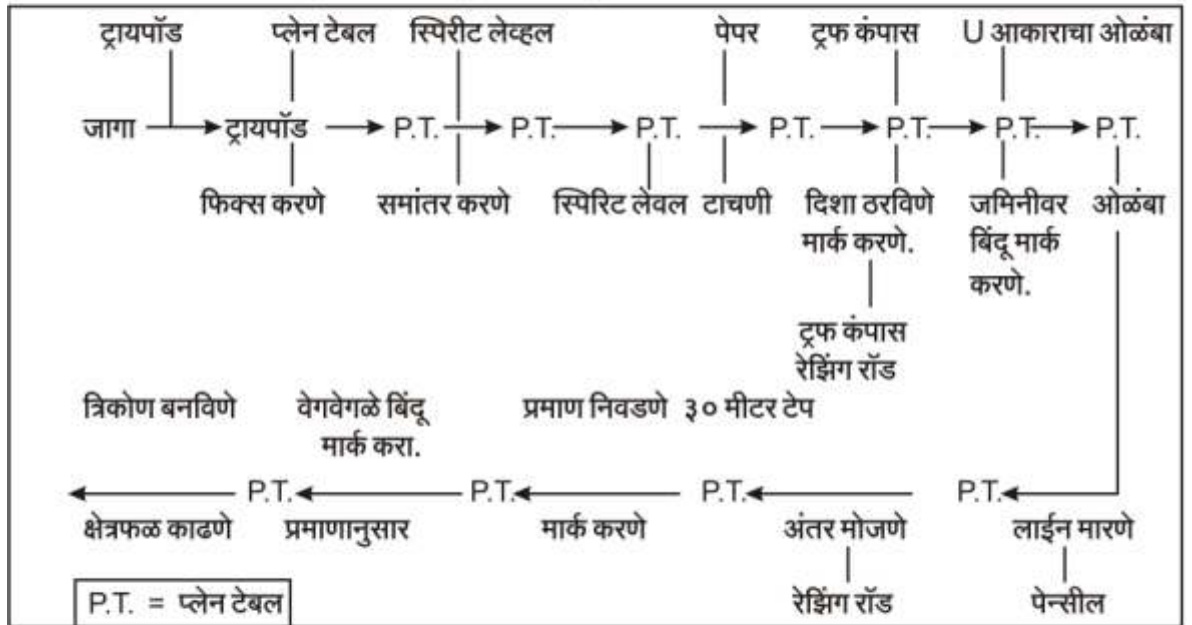 ट्रायपॉड प्लेन टेबल स्पिरीट लेव्हल पेपर ट्रफ कंपास U आकाराचा ओळंबा
जागा ट्रायपॉड P.T. P.T. P.T. P.T. P.T. P.T. P.T.
फिक्स करणे समांतर करणे स्पिरिट लेवल टाचणी दिशा ठरविणे जमिनीवर ओळंबा
मार्क करणे. बिंदू मार्क
करणे.
ट्रफ कंपास
रेझिंग रॉड
त्रिकोण बनविणे वेगवेगळे बिंदू प्रमाण निवडणे ३० मीटर टेप
मार्क करा.
P.T. P.T. P.T. P.T.
क्षेत्रफळ काढणे प्रमाणानुसार मार्क करणे अंतर मोजणे लाईन मारणे
P.T. = प्लेन टेबल रेझिंग रॉड पेन्सील